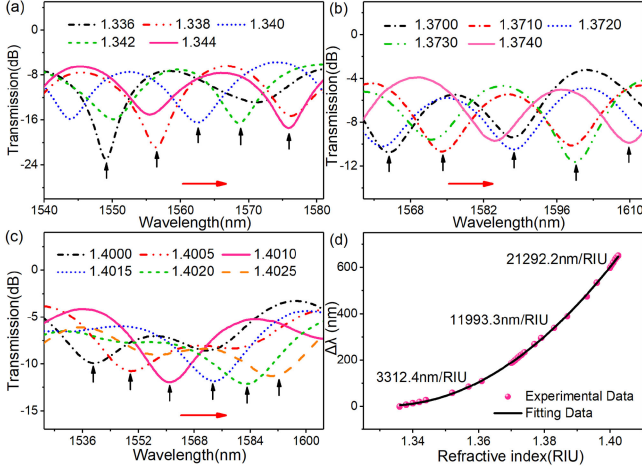 (a)
1.336 1.338 1.340
1.342 1.344
0
-8
-16
-24
Transmission(dB)
1540 1550 1560 1570 1580
Wavelength(nm)
(b)
1.3700 1.3710 1.3720
1.3730 1.3740
0
-4
-8
-12
Transmission(dB)
1568 1582 1596 1610
Wavelength(nm)
(c)
1.4000 1.4005 1.4010
1.4015 1.4020 1.4025
0
-5
-10
-15
Transmission(dB)
1536 1552 1568 1584 1600
Wavelength(nm)
(d)
21292.2nm/RIU
11993.3nm/RIU
3312.4nm/RIU
Experimental Data
Fitting Data
600
400
200
0
Δλ (nm)
1.34 1.36 1.38 1.40
Refractive index(RIU)